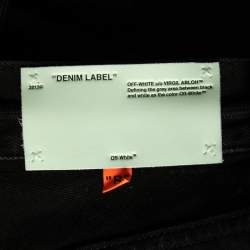 "DENIM LABEL"
OFF-WHITE c/o VIRGIL ABLOH™
Defining the grey area between black
and white as the color Off-White™
Off-White™